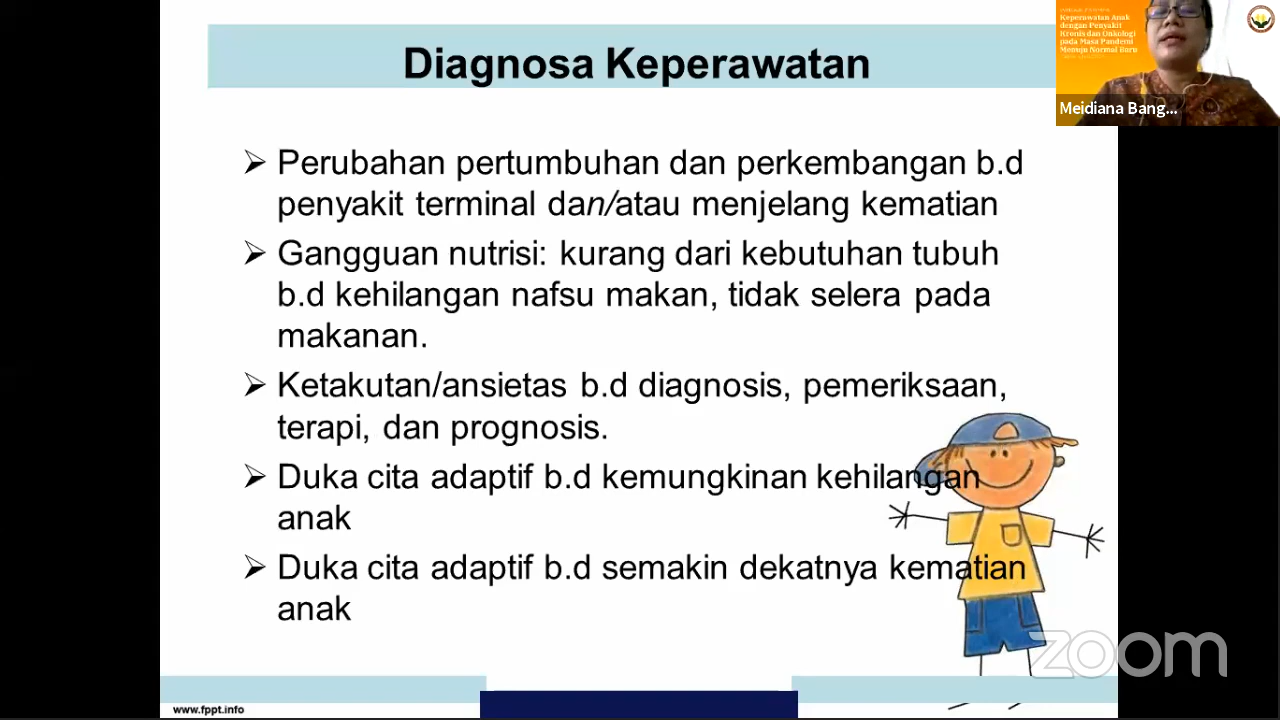 Diagnosa Keperawatan
➢ Perubahan pertumbuhan dan perkembangan b.d
penyakit terminal dan/atau menjelang kematian
➢ Gangguan nutrisi: kurang dari kebutuhan tubuh
b.d kehilangan nafsu makan, tidak selera pada
makanan.
➢ Ketakutan/ansietas b.d diagnosis, pemeriksaan,
terapi, dan prognosis.
➢ Duka cita adaptif b.d kemungkinan kehilangan
anak
➢ Duka cita adaptif b.d semakin dekatnya kematian
anak
www.fppt.info
Keperawatan Anak
dengan Penyakit
Kronis dan Onkologi
pada Masa Pandemi
Menuju Normal Baru
Meidiana Bang...
zoom